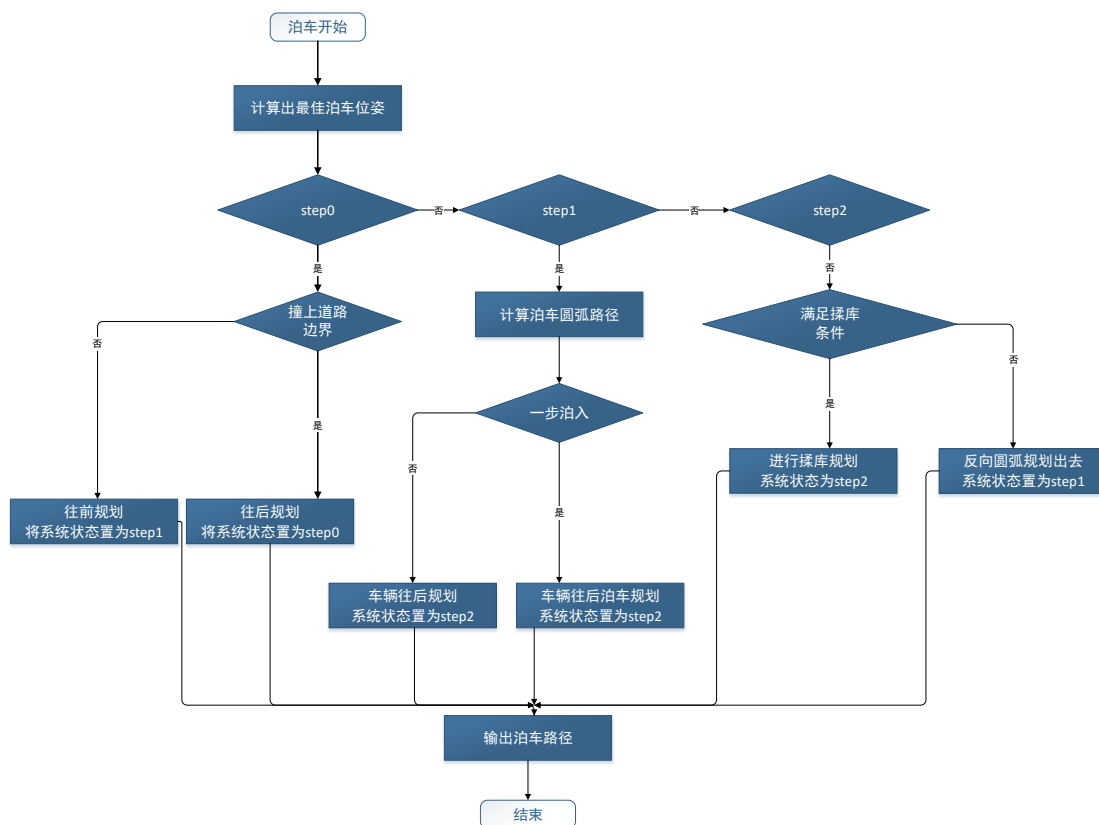 泊车开始
计算出最佳泊车位姿
step0
否
step1
否
step2
是
是
否
撞上道路
边界
计算泊车圆弧路径
满足揉库
条件
否
否
是
一步泊入
是
否
是
进行揉库规划
系统状态为step2
反向圆弧规划出去
系统状态置为step1
往前规划
将系统状态置为step1
往后规划
将系统状态置为step0
是
车辆往后规划
系统状态置为step2
车辆往后泊车规划
系统状态置为step2
输出泊车路径
结束